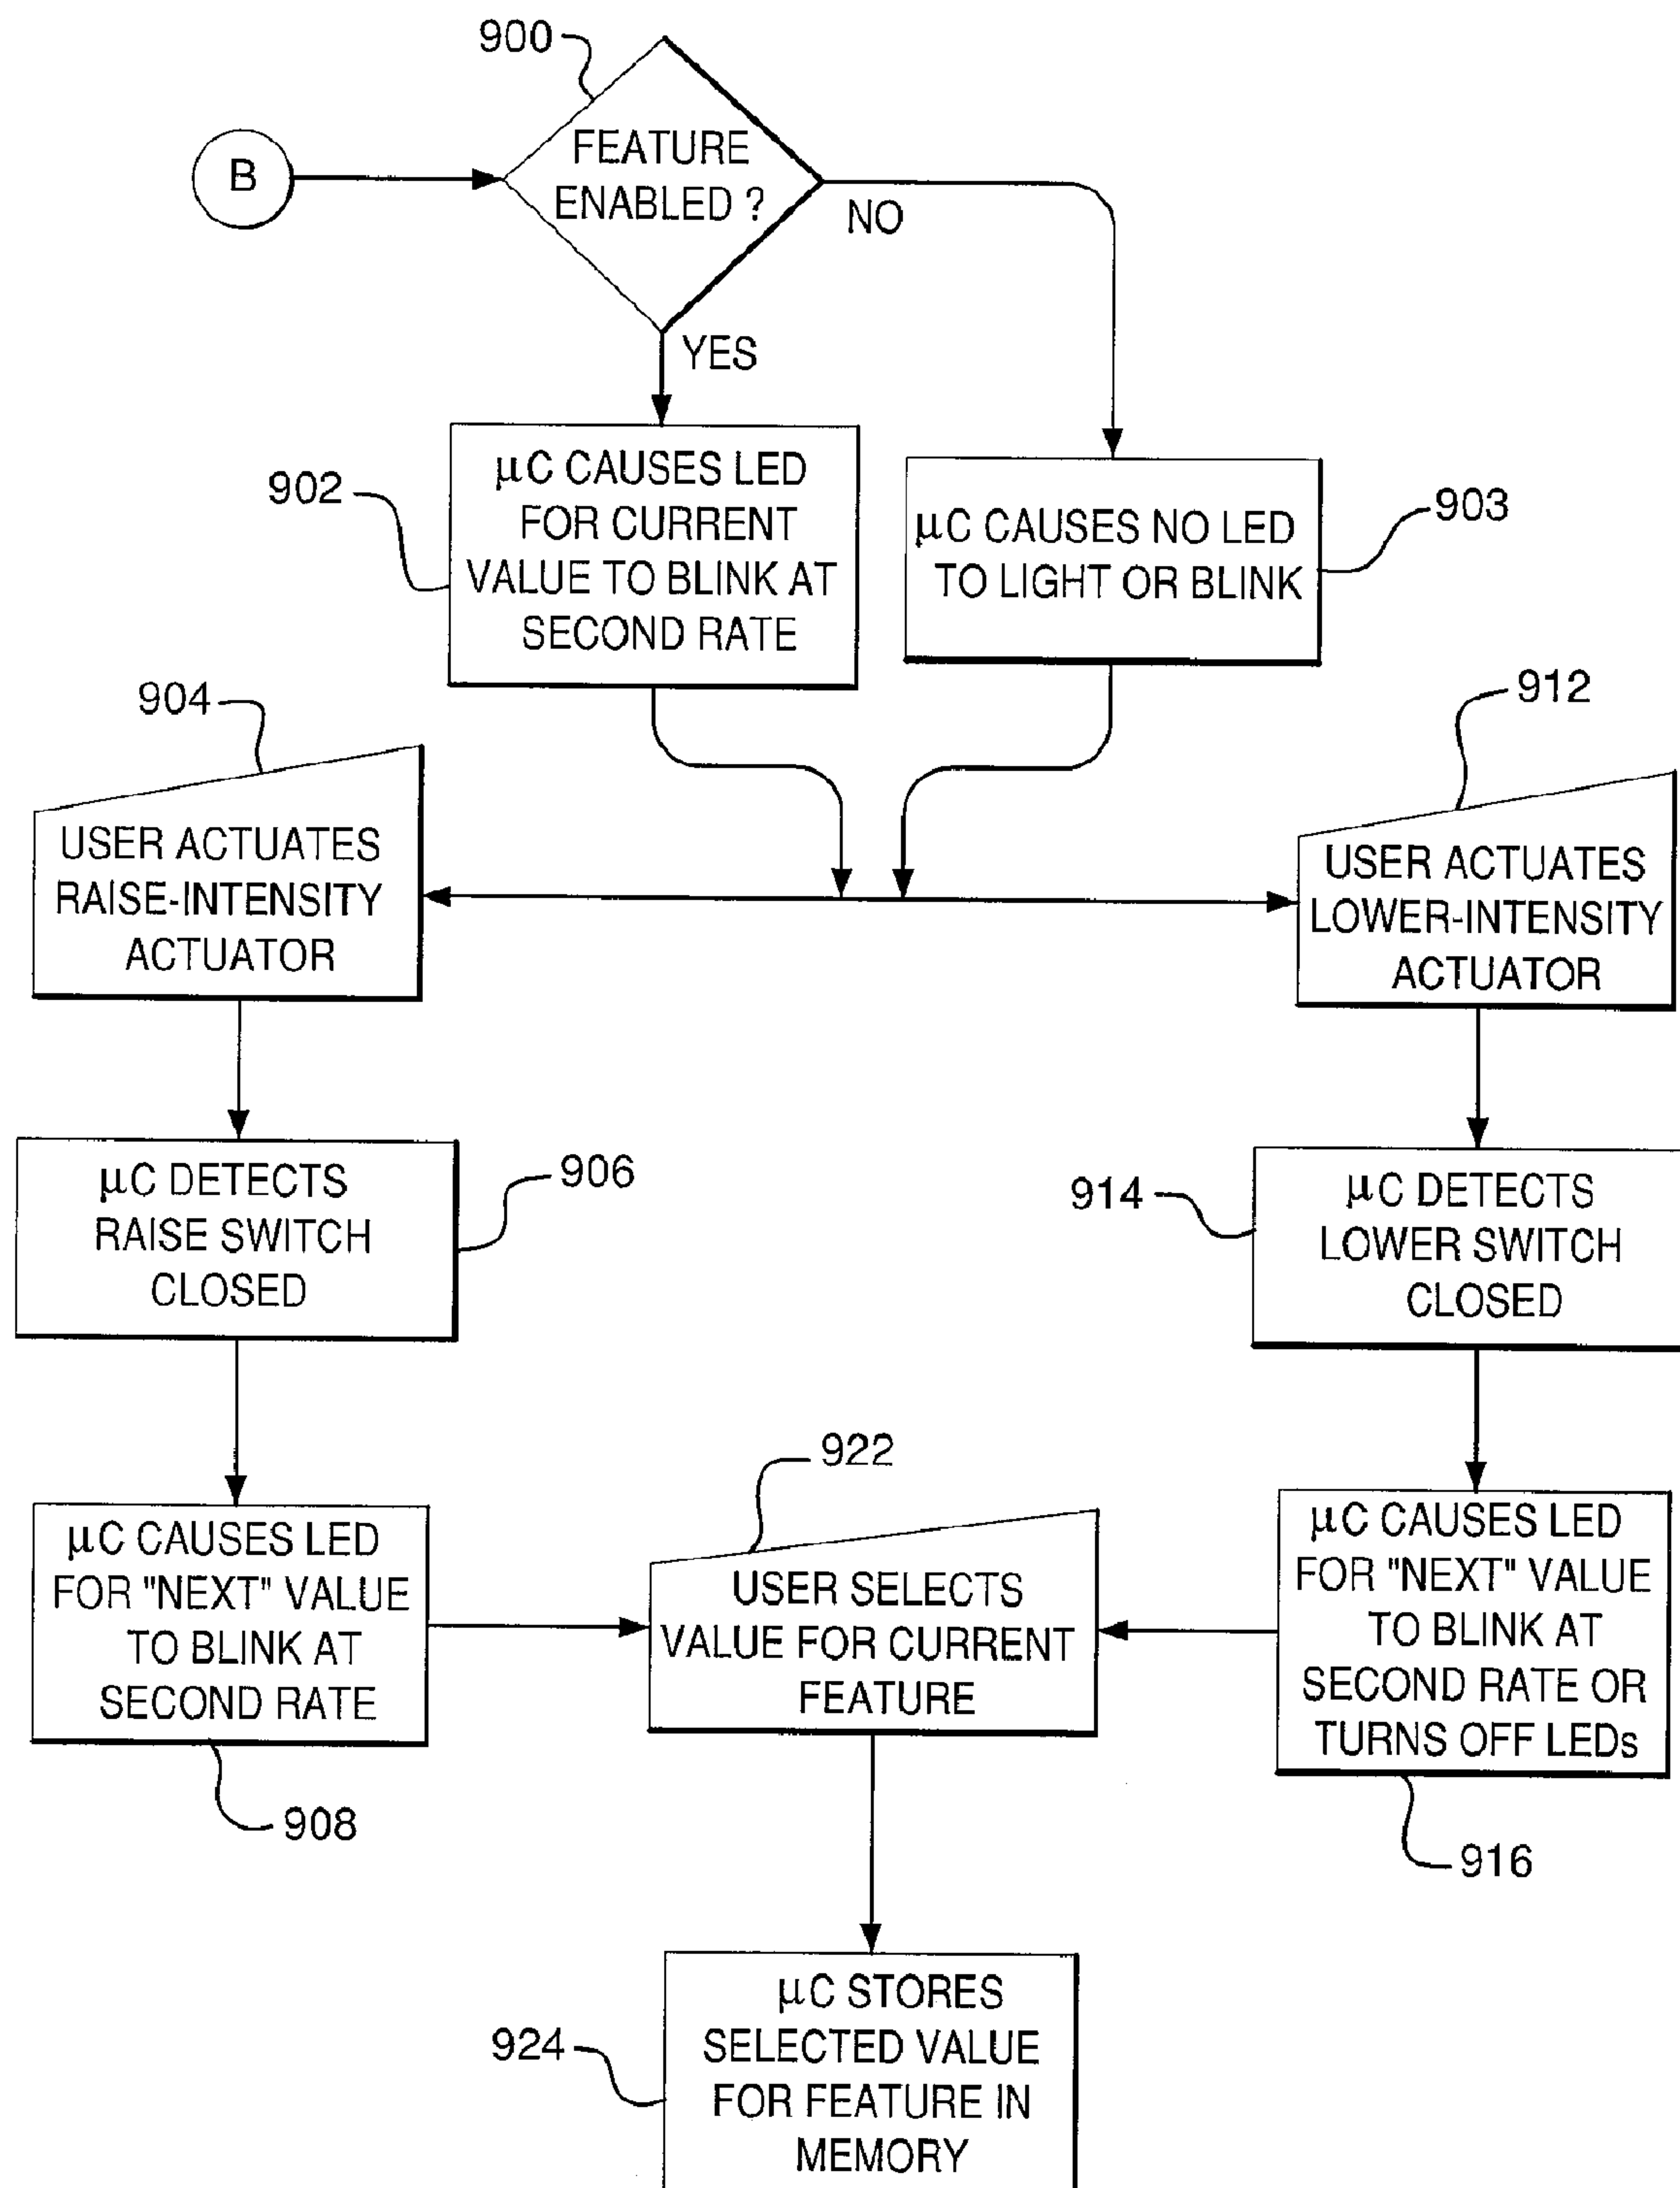 900
B
FEATURE
ENABLED ?
NO
YES
902
µC CAUSES LED
FOR CURRENT
VALUE TO BLINK AT
SECOND RATE
µC CAUSES NO LED
TO LIGHT OR BLINK
903
904
USER ACTUATES
RAISE-INTENSITY
ACTUATOR
912
USER ACTUATES
LOWER-INTENSITY
ACTUATOR
µC DETECTS
RAISE SWITCH
CLOSED
906
914
µC DETECTS
LOWER SWITCH
CLOSED
µC CAUSES LED
FOR "NEXT" VALUE
TO BLINK AT
SECOND RATE
908
922
USER SELECTS
VALUE FOR CURRENT
FEATURE
µC CAUSES LED
FOR "NEXT" VALUE
TO BLINK AT
SECOND RATE OR
TURNS OFF LEDs
916
924
µC STORES
SELECTED VALUE
FOR FEATURE IN
MEMORY